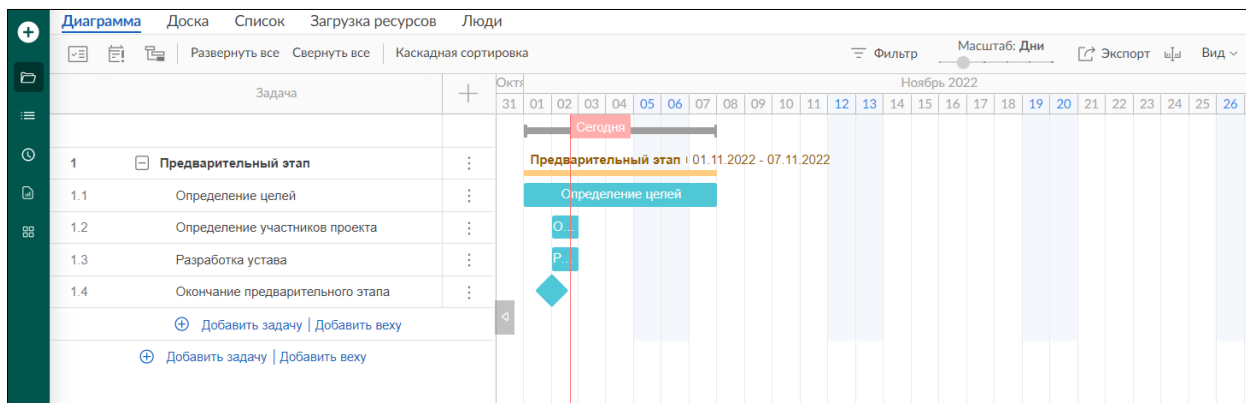 Диаграмма Доска Список Загрузка ресурсов Люди
Развернуть все Свернуть все Каскадная сортировка Фильтр Масштаб: Дни Экспорт Вид
Задача Ноябрь 2022
31 01 02 03 04 05 06 07 08 09 10 11 12 13 14 15 16 17 18 19 20 21 22 23 24 25 26
Сегодня
1 Предварительный этап Предварительный этап 01.11.2022 - 07.11.2022
1.1 Определение целей Определение целей
1.2 Определение участников проекта О...
1.3 Разработка устава Р...
1.4 Окончание предварительного этапа
Добавить задачу | Добавить веху
Добавить задачу | Добавить веху